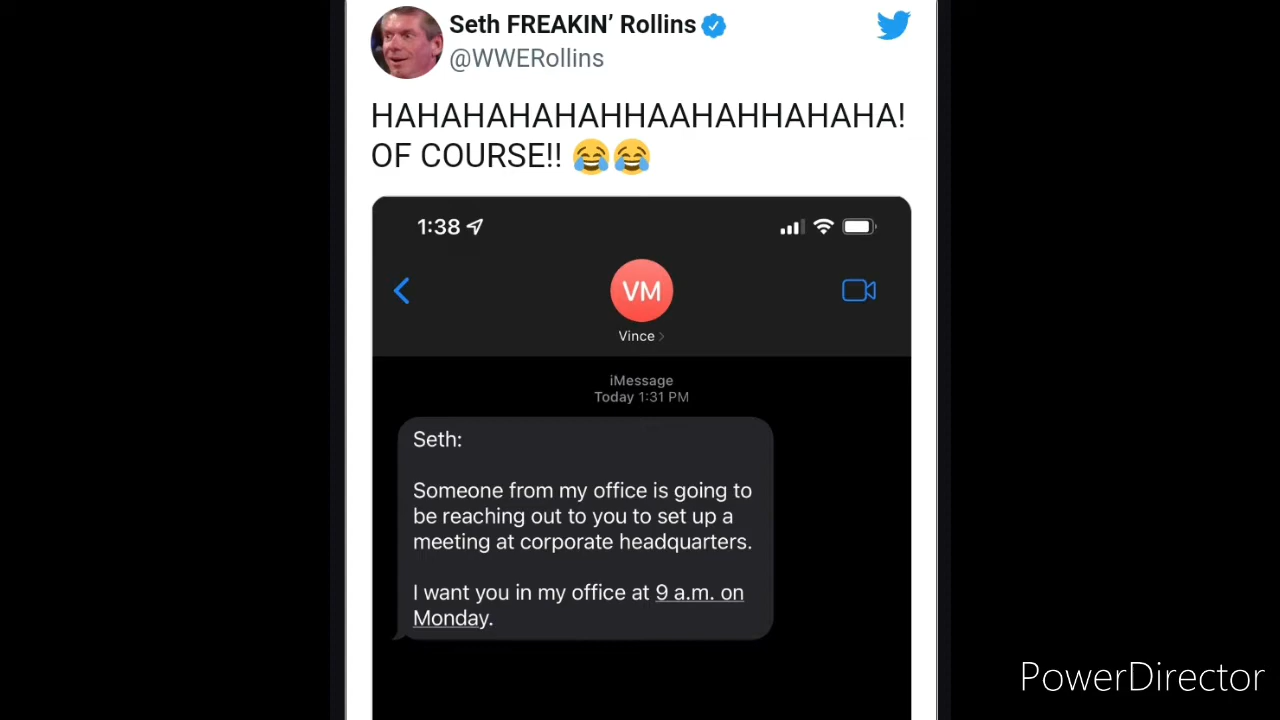 Seth FREAKIN’ Rollins
@WWERollins
HAHAHAHAHAHHAAHAHHAHAHA!
OF COURSE!! 😂😂
1:38
VM
Vince
iMessage
Today 1:31 PM
Seth:
Someone from my office is going to
be reaching out to you to set up a
meeting at corporate headquarters.
I want you in my office at 9 a.m. on
Monday.
PowerDirector